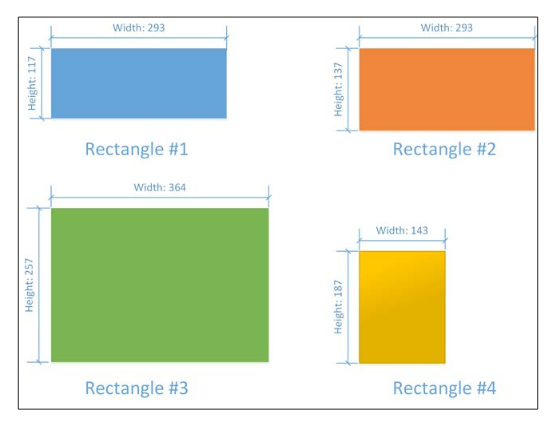 Width: 293
Height: 117
Rectangle #1
Width: 293
Height: 137
Rectangle #2
Width: 364
Height: 257
Rectangle #3
Width: 143
Height: 187
Rectangle #4